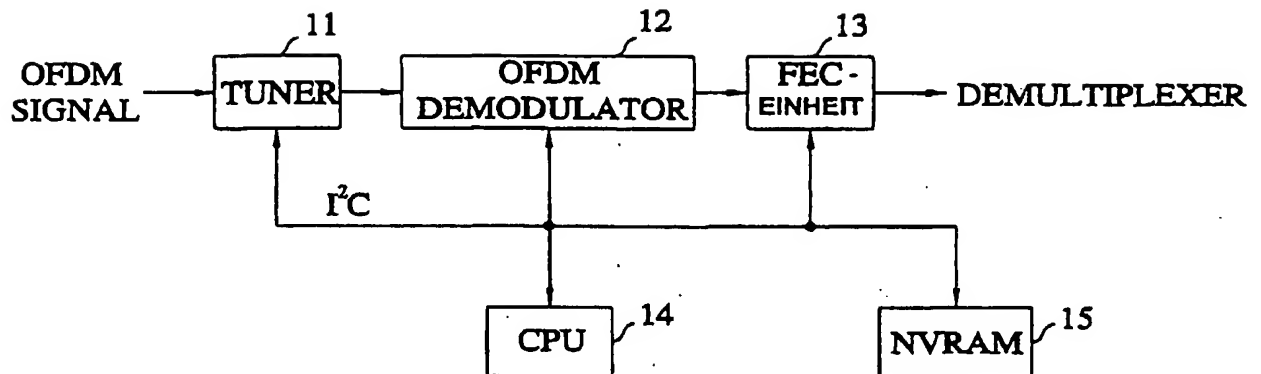 11
12
13
OFDM
SIGNAL
TUNER
OFDM
DEMODULATOR
FEC-
EINHEIT
DEMULTIPLEXER
I²C
14
CPU
15
NVRAM